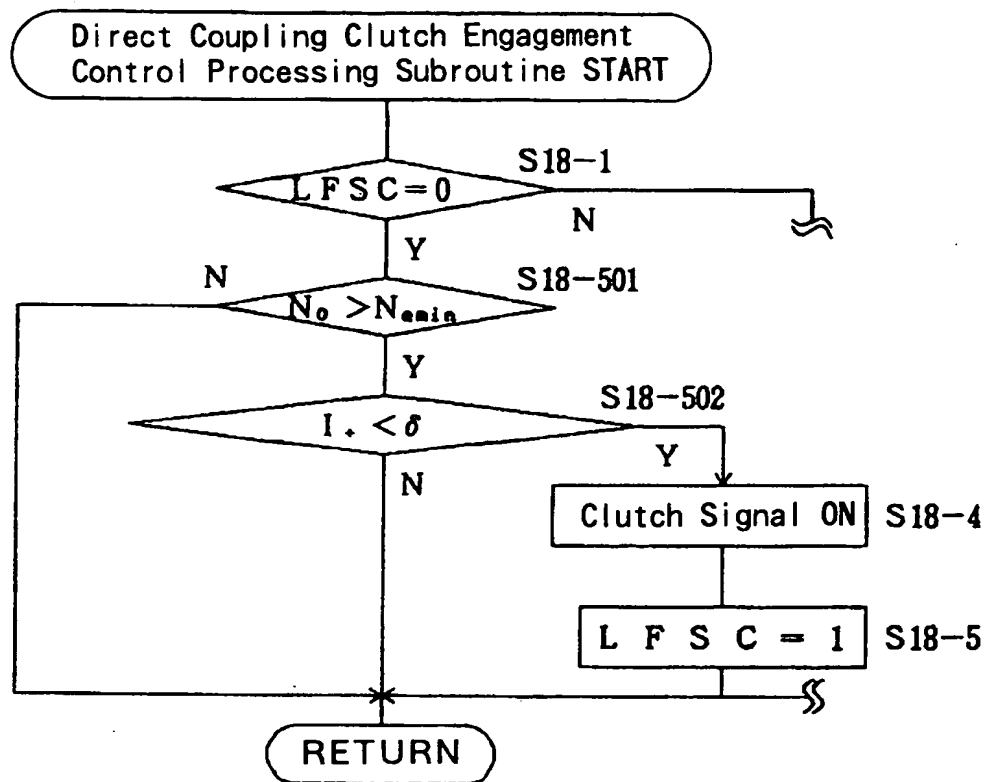 Direct Coupling Clutch Engagement
Control Processing Subroutine START
S18-1
LFSC=0
N
Y
N
S18-501
N₀ >Nₑₘᵢₙ
Y
S18-502
I₊ <δ
Y
N
Clutch Signal ON
S18-4
LFSC=1
S18-5
RETURN